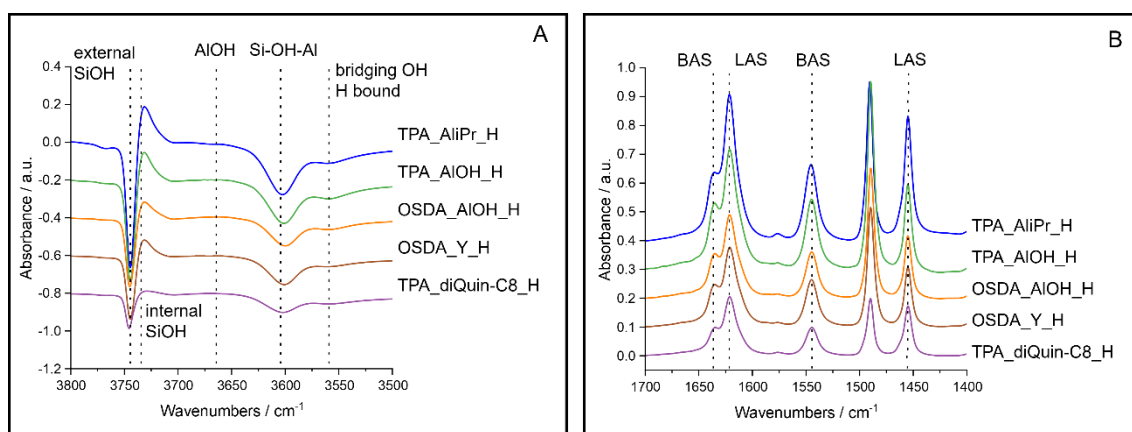 A
external
SiOH
AlOH
Si-OH-Al
bridging OH
H bound
0.4
0.2
0.0
-0.2
-0.4
-0.6
-0.8
-1.0
-1.2
Absorbance / a.u.
TPA_AliPr_H
TPA_AlOH_H
OSDA_AlOH_H
OSDA_Y_H
TPA_diQuin-C8_H
internal
SiOH
3800 3750 3700 3650 3600 3550 3500
Wavenumbers / cm⁻¹
B
BAS LAS BAS LAS
1.0
0.9
0.8
0.7
0.6
0.5
0.4
0.3
0.2
0.1
0.0
Absorbance / a.u.
TPA_AliPr_H
TPA_AlOH_H
OSDA_AlOH_H
OSDA_Y_H
TPA_diQuin-C8_H
1700 1650 1600 1550 1500 1450 1400
Wavenumbers / cm⁻¹